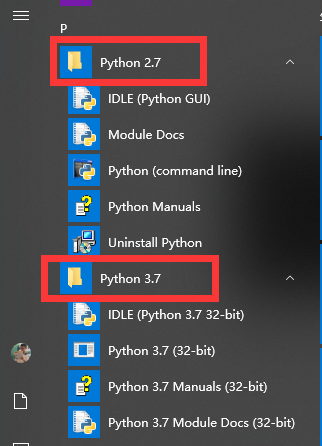 P
Python 2.7
IDLE (Python GUI)
Module Docs
Python (command line)
Python Manuals
Uninstall Python
Python 3.7
IDLE (Python 3.7 32-bit)
Python 3.7 (32-bit)
Python 3.7 Manuals (32-bit)
Python 3.7 Module Docs (32-bit)